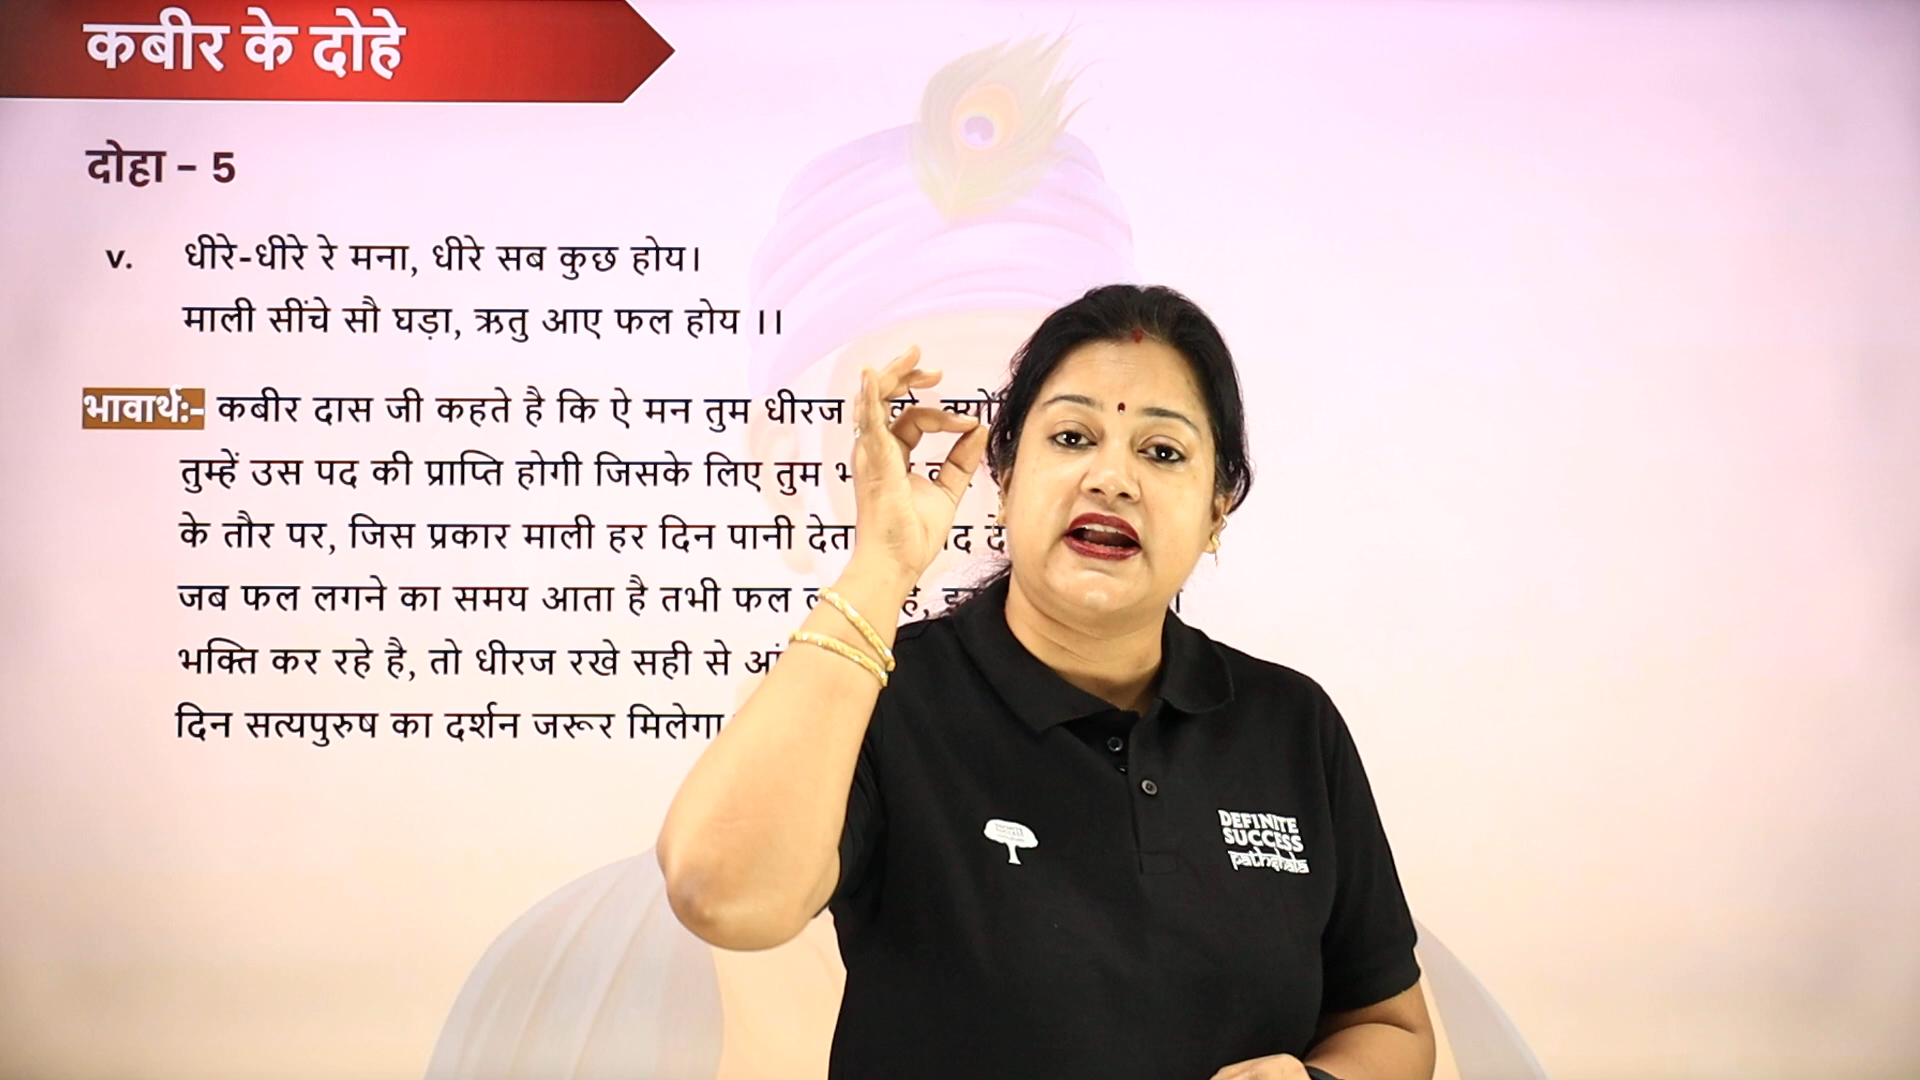 कबीर के दोहे
दोहा – 5
v. धीरे-धीरे रे मना, धीरे सब कुछ होय।
माली सींचे सौ घड़ा, ऋतु आए फल होय ।।
भावार्थ:- कबीर दास जी कहते है कि ऐ मन तुम धीरज
तुम्हें उस पद की प्राप्ति होगी जिसके लिए तुम
के तौर पर, जिस प्रकार माली हर दिन पानी देता
जब फल लगने का समय आता है तभी फल
भक्ति कर रहे है, तो धीरज रखे सही से
दिन सत्यपुरुष का दर्शन जरूर मिलेगा
DEFINITE
SUCCESS
pathshala